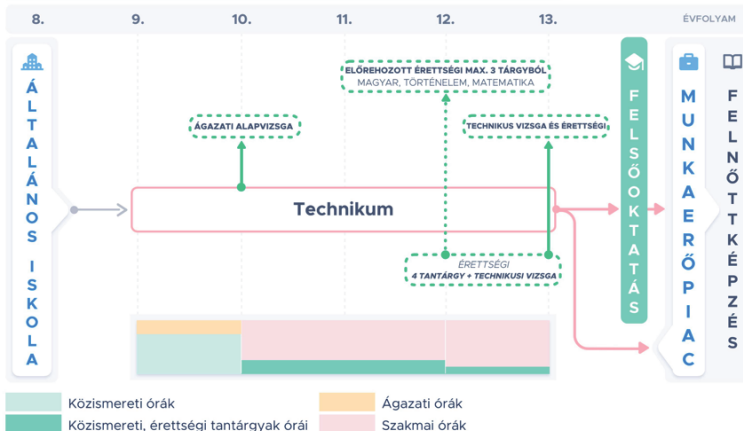 8. 9. 10. 11. 12. 13. ÉVFOLYAM
ÁLTALÁNOS ISKOLA
ELŐREHOZOTT ÉRETTSÉGI MAX. 3 TÁRGYBÓL
MAGYAR, TÖRTÉNELEM, MATEMATIKA
ÁGAZATI ALAPVIZSGA
TECHNIKUS VIZSGA ÉS ÉRETTSÉGI
Technikum
ÉRETTSÉGI
4 TANTÁRGY + TECHNIKUSI VIZSGA
FELSŐOKTATÁS
MUNKAERŐPIAC
FELNŐTTKÉPZÉS
Közismereti órák
Ágazati órák
Közismereti, érettségi tantárgyak órái
Szakmai órák